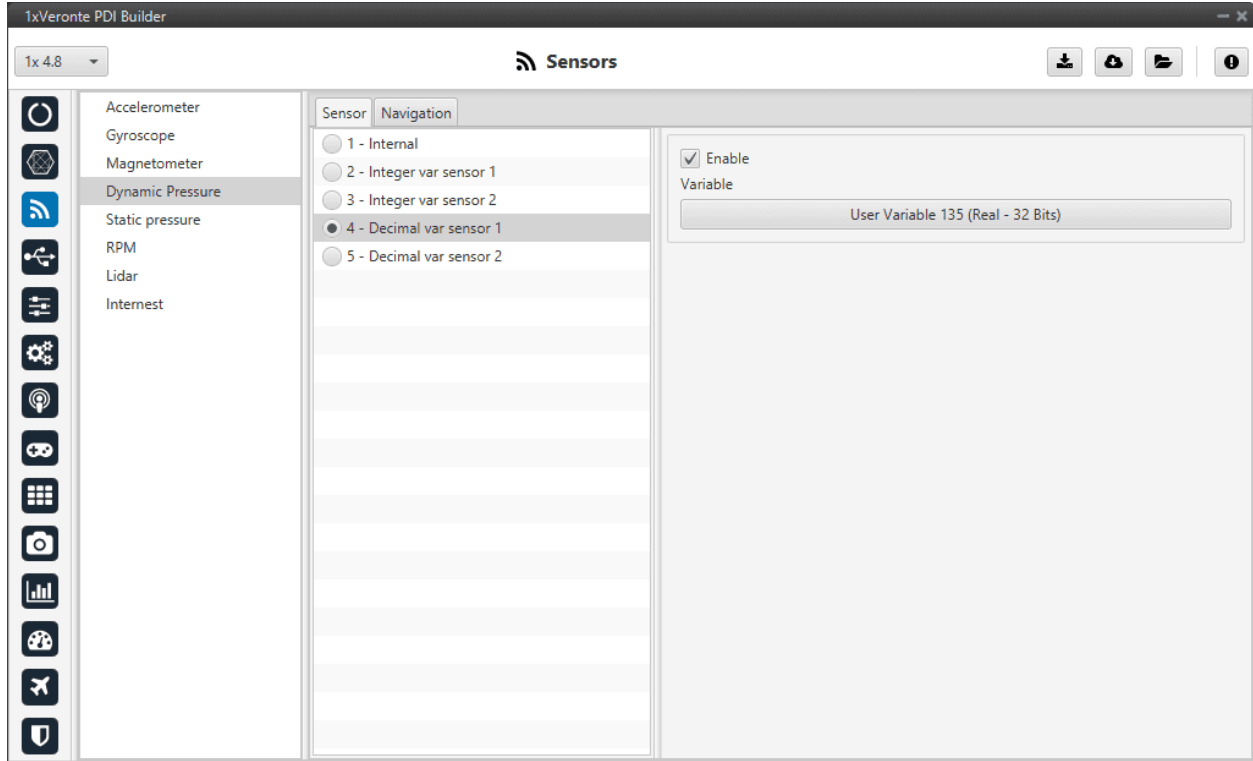 1xVeronte PDI Builder
1x 4.8
Sensors
Accelerometer
Gyroscope
Magnetometer
Dynamic Pressure
Static pressure
RPM
Lidar
Internest
Sensor Navigation
1 - Internal
2 - Integer var sensor 1
3 - Integer var sensor 2
4 - Decimal var sensor 1
5 - Decimal var sensor 2
Enable
Variable
User Variable 135 (Real - 32 Bits)